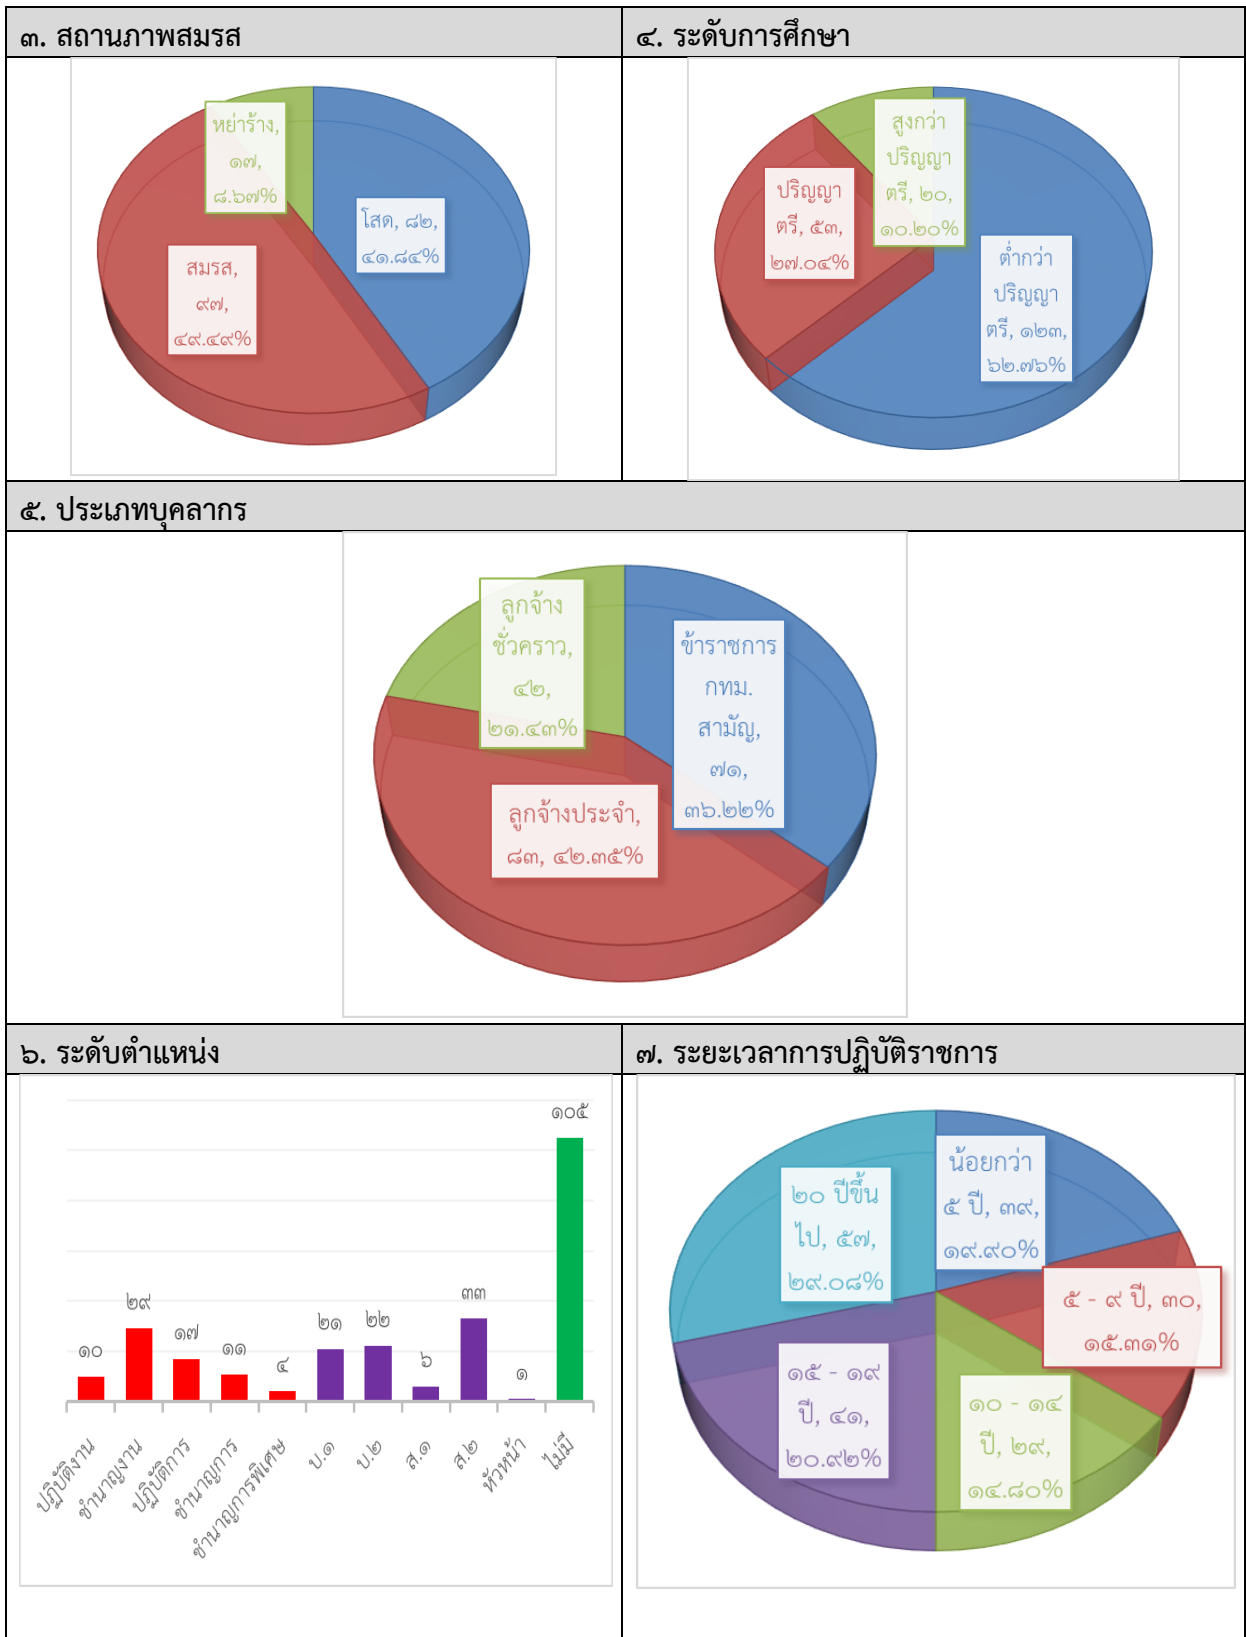 ๓. สถานภาพสมรส
๔. ระดับการศึกษา
หย่าร้าง,
๑๗,
๘.๖๗%
โสด, ๘๒,
๔๑.๘๔%
สมรส,
๙๗,
๔๙.๔๙%
สูงกว่า
ปริญญา
ตรี, ๒๐,
๑๐.๒๐%
ปริญญา
ตรี, ๕๓,
๒๗.๐๔%
ต่ำกว่า
ปริญญา
ตรี, ๑๒๓,
๖๒.๗๖%
๕. ประเภทบุคลากร
ลูกจ้าง
ชั่วคราว,
๔๒,
๒๑.๔๓%
ข้าราชการ
กทม.
สามัญ,
๗๑,
๓๖.๒๒%
ลูกจ้างประจำ,
๘๓, ๔๒.๓๕%
๖. ระดับตำแหน่ง
๗. ระยะเวลาการปฏิบัติราชการ
๑๐
๒๙
๑๗
๑๑
๔
๒๑
๒๒
๖
๓๓
๑
๑๐๕
ปฏิบัติงาน
ชำนาญงาน
ปฏิบัติการ
ชำนาญการ
ชำนาญการพิเศษ
บ.๑
บ.๒
ส.๑
ส.๒
หัวหน้า
ไม่มี
น้อยกว่า
๕ ปี, ๓๙,
๑๙.๙๐%
๕ - ๙ ปี, ๓๐,
๑๕.๓๑%
๑๐ - ๑๔
ปี, ๒๙,
๑๔.๘๐%
๑๕ - ๑๙
ปี, ๔๑,
๒๐.๙๒%
๒๐ ปีขึ้น
ไป, ๕๗,
๒๙.๐๘%